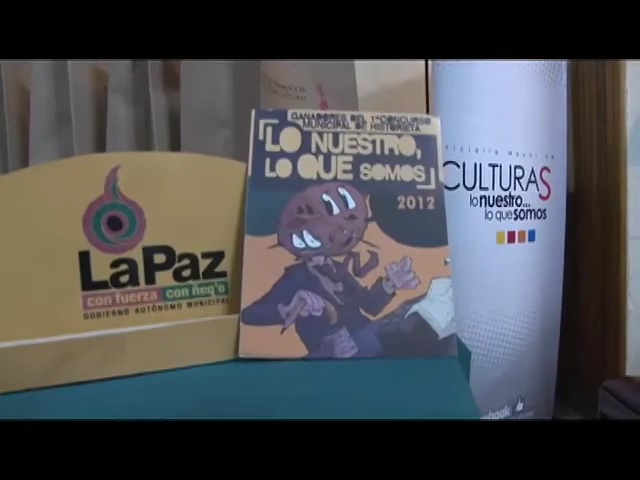 GANADORES DEL 1er CONCURSO
MUNICIPAL DE HISTORIETA
LO NUESTRO,
LO QUE SOMOS
2012
LaPaz
con fuerza con ñeq'e
GOBIERNO AUTÓNOMO MUNICIPAL
CULTURAS
lo nuestro...
lo que somos